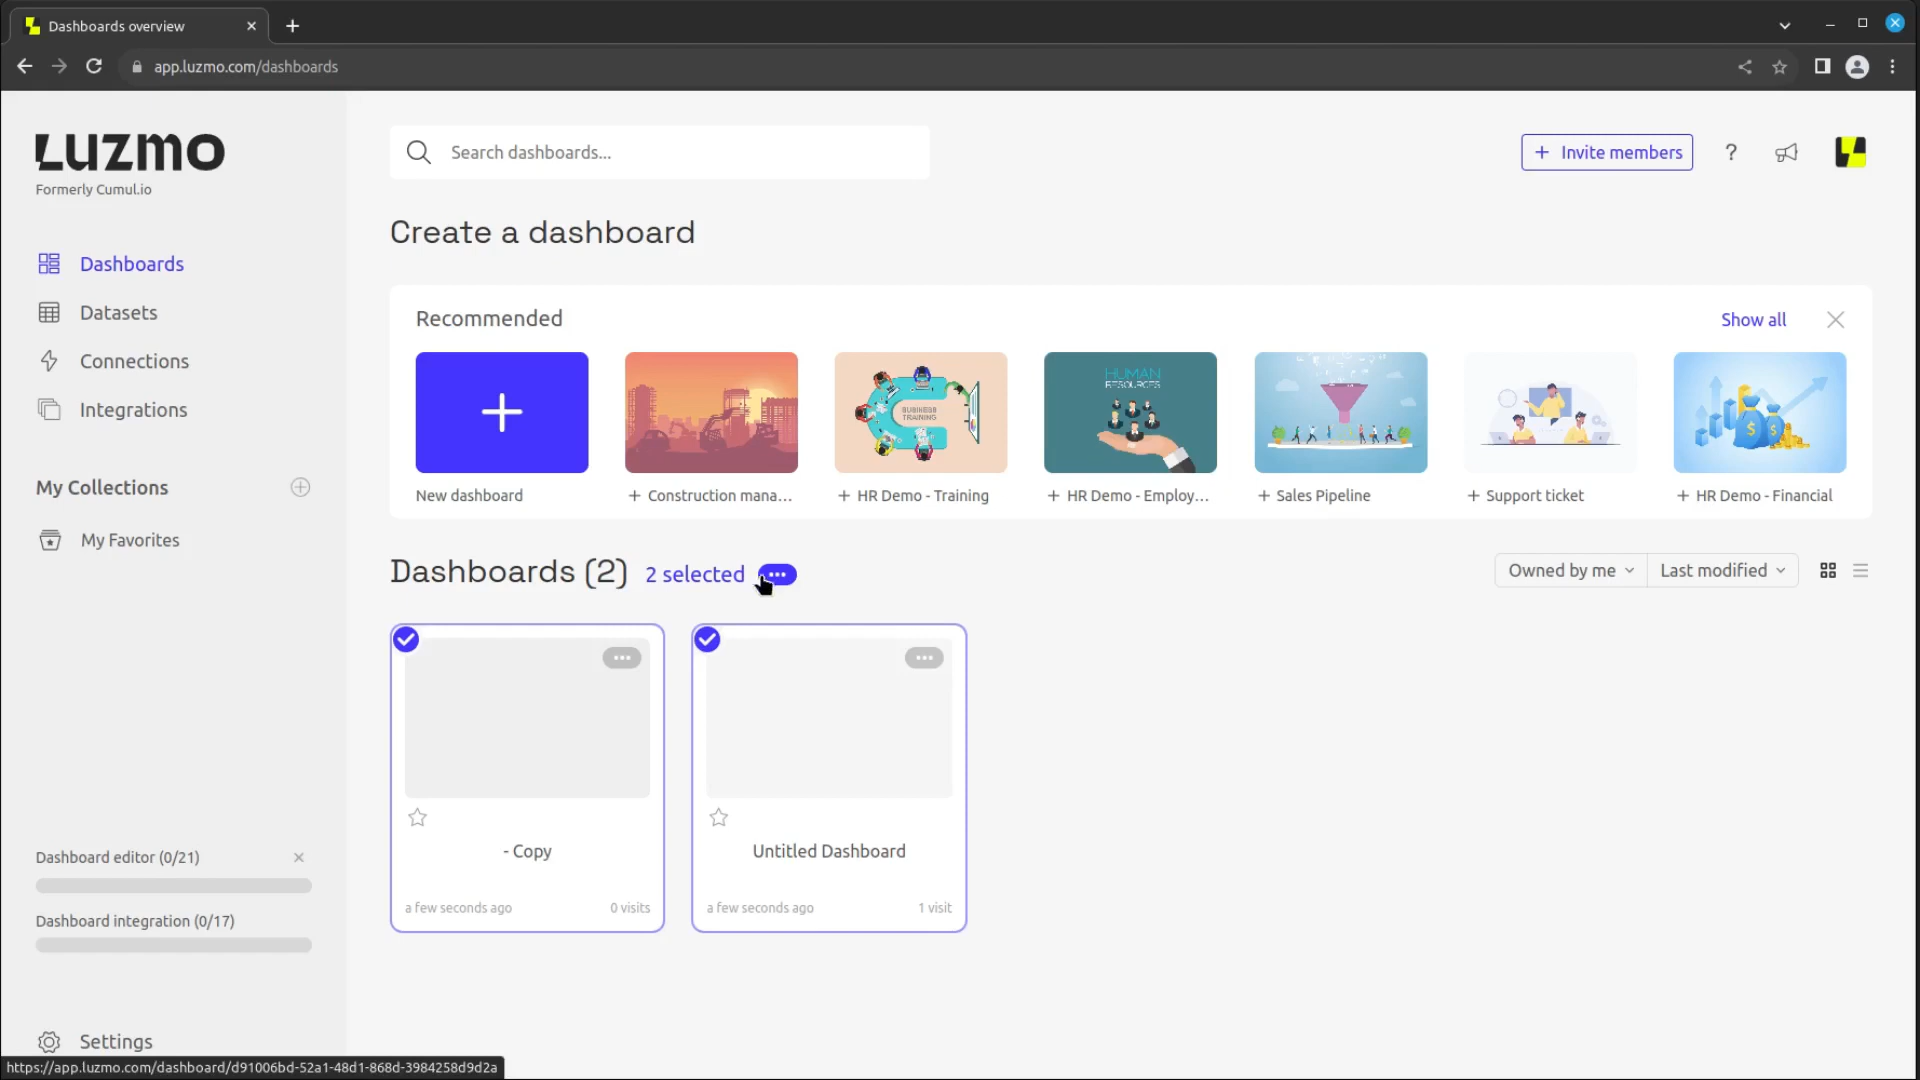 Dashboards overview
app.luzmo.com/dashboards
LUZMO
Formerly Cumul.io
Search dashboards...
Invite members
?
Create a dashboard
Dashboards
Datasets
Connections
Integrations
My Collections
My Favorites
Recommended
Show all
HUMAN
RESOURCES
BUSINESS
TRAINING
New dashboard
+ Construction mana...
+ HR Demo - Training
+ HR Demo - Employ...
+ Sales Pipeline
+ Support ticket
+ HR Demo - Financial
Dashboards (2)
2 selected
Owned by me
Last modified
- Copy
Untitled Dashboard
a few seconds ago
0 visits
a few seconds ago
1 visit
Dashboard editor (0/21)
Dashboard integration (0/17)
Settings
https://app.luzmo.com/dashboard/d91006bd-52a1-48d1-868d-3984258d9d2a